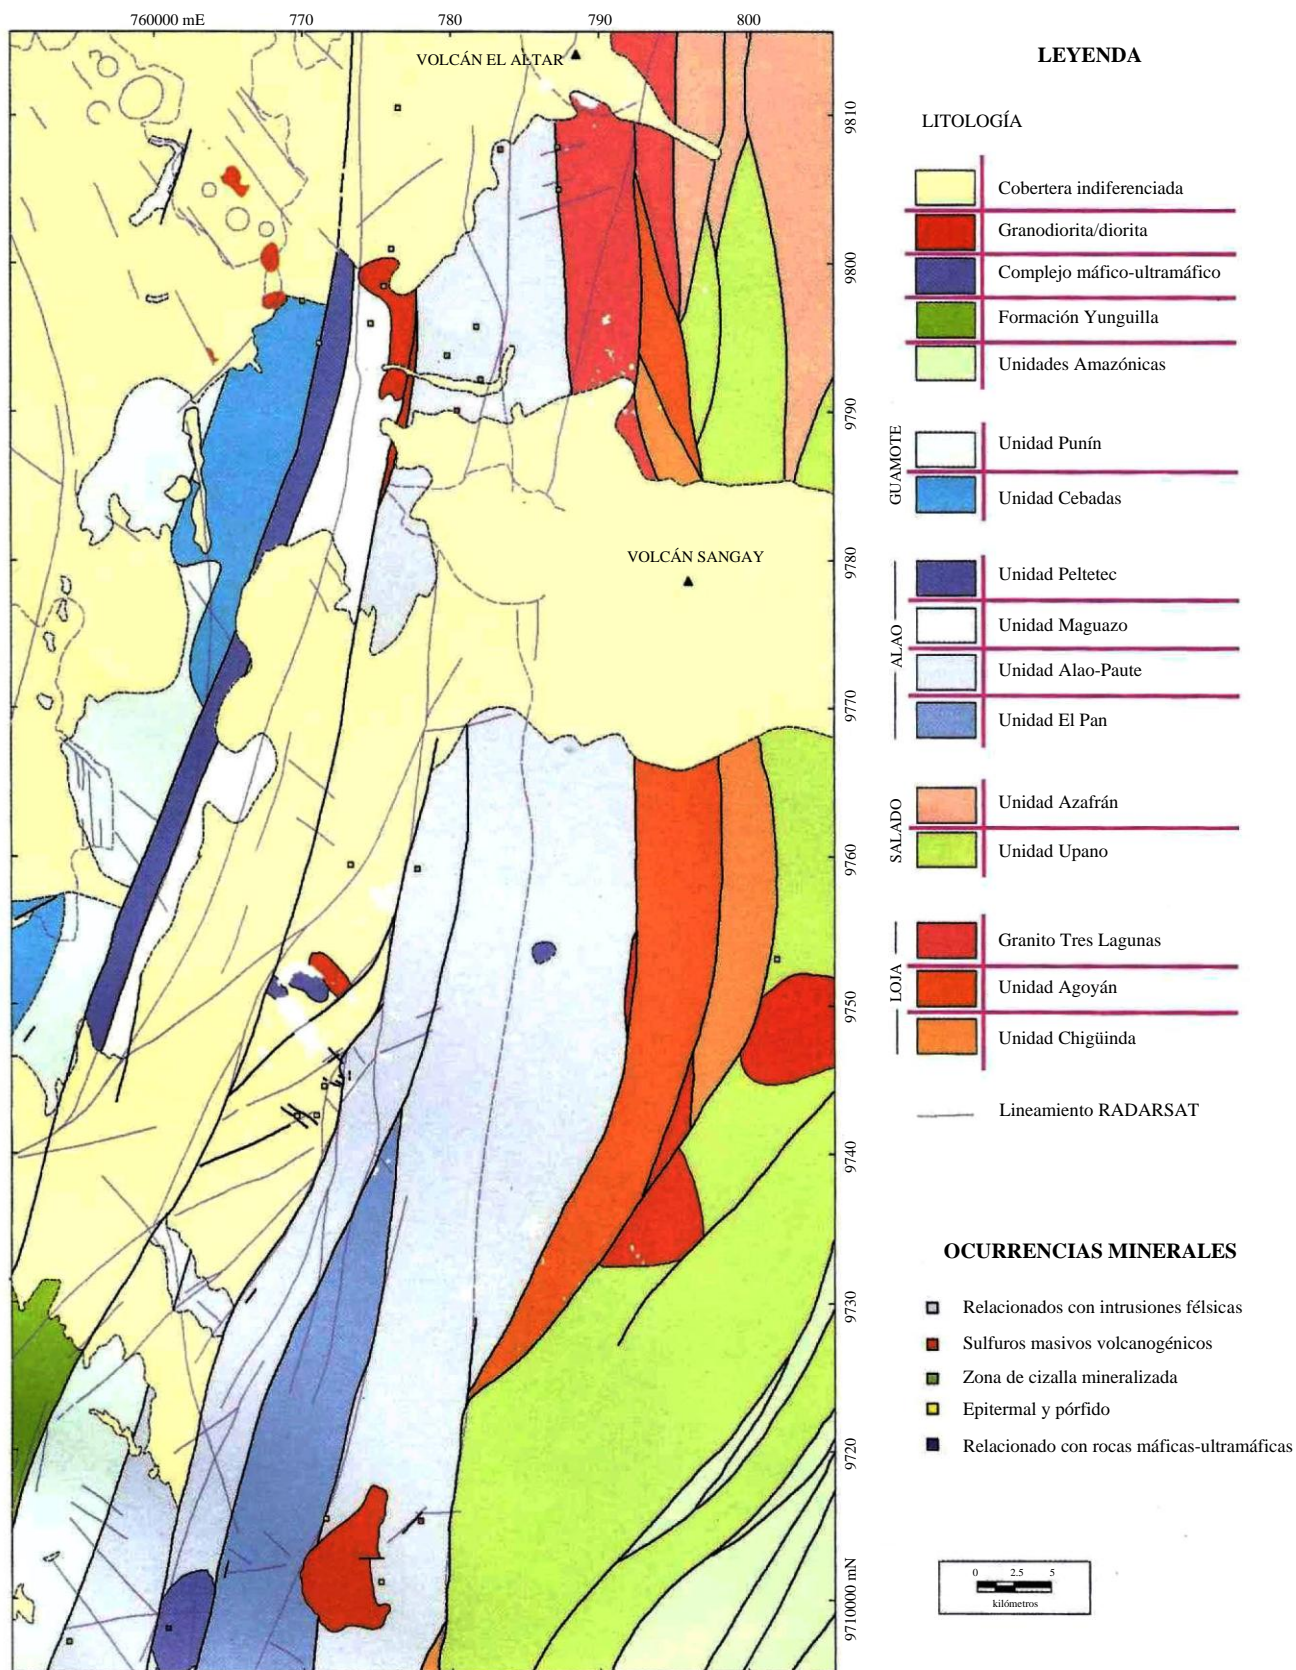 760000 mE 770 780 790 800
VOLCÁN EL ALTAR
VOLCÁN SANGAY
9810
9800
9790
9780
9770
9760
9750
9740
9730
9720
9710000 mN
LEYENDA
LITOLOGÍA
Cobertera indiferenciada
Granodiorita/diorita
Complejo máfico-ultramáfico
Formación Yunguilla
Unidades Amazónicas
GUAMOTE
Unidad Punín
Unidad Cebadas
ALAO
Unidad Peltetec
Unidad Maguazo
Unidad Alao-Paute
Unidad El Pan
SALADO
Unidad Azafrán
Unidad Upano
LOJA
Granito Tres Lagunas
Unidad Agoyán
Unidad Chigüinda
Lineamiento RADARSAT
OCURRENCIAS MINERALES
Relacionados con intrusiones félsicas
Sulfuros masivos volcanogénicos
Zona de cizalla mineralizada
Epitermal y pórfido
Relacionado con rocas máficas-ultramáficas
0 2.5 5
kilómetros